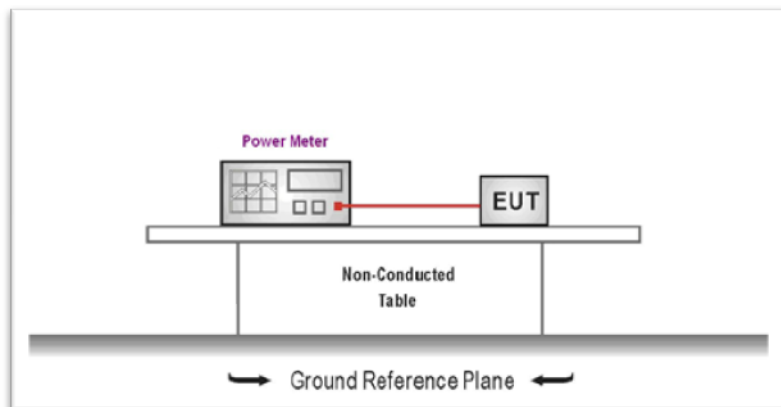 Power Meter
EUT
Non-Conducted
Table
Ground Reference Plane